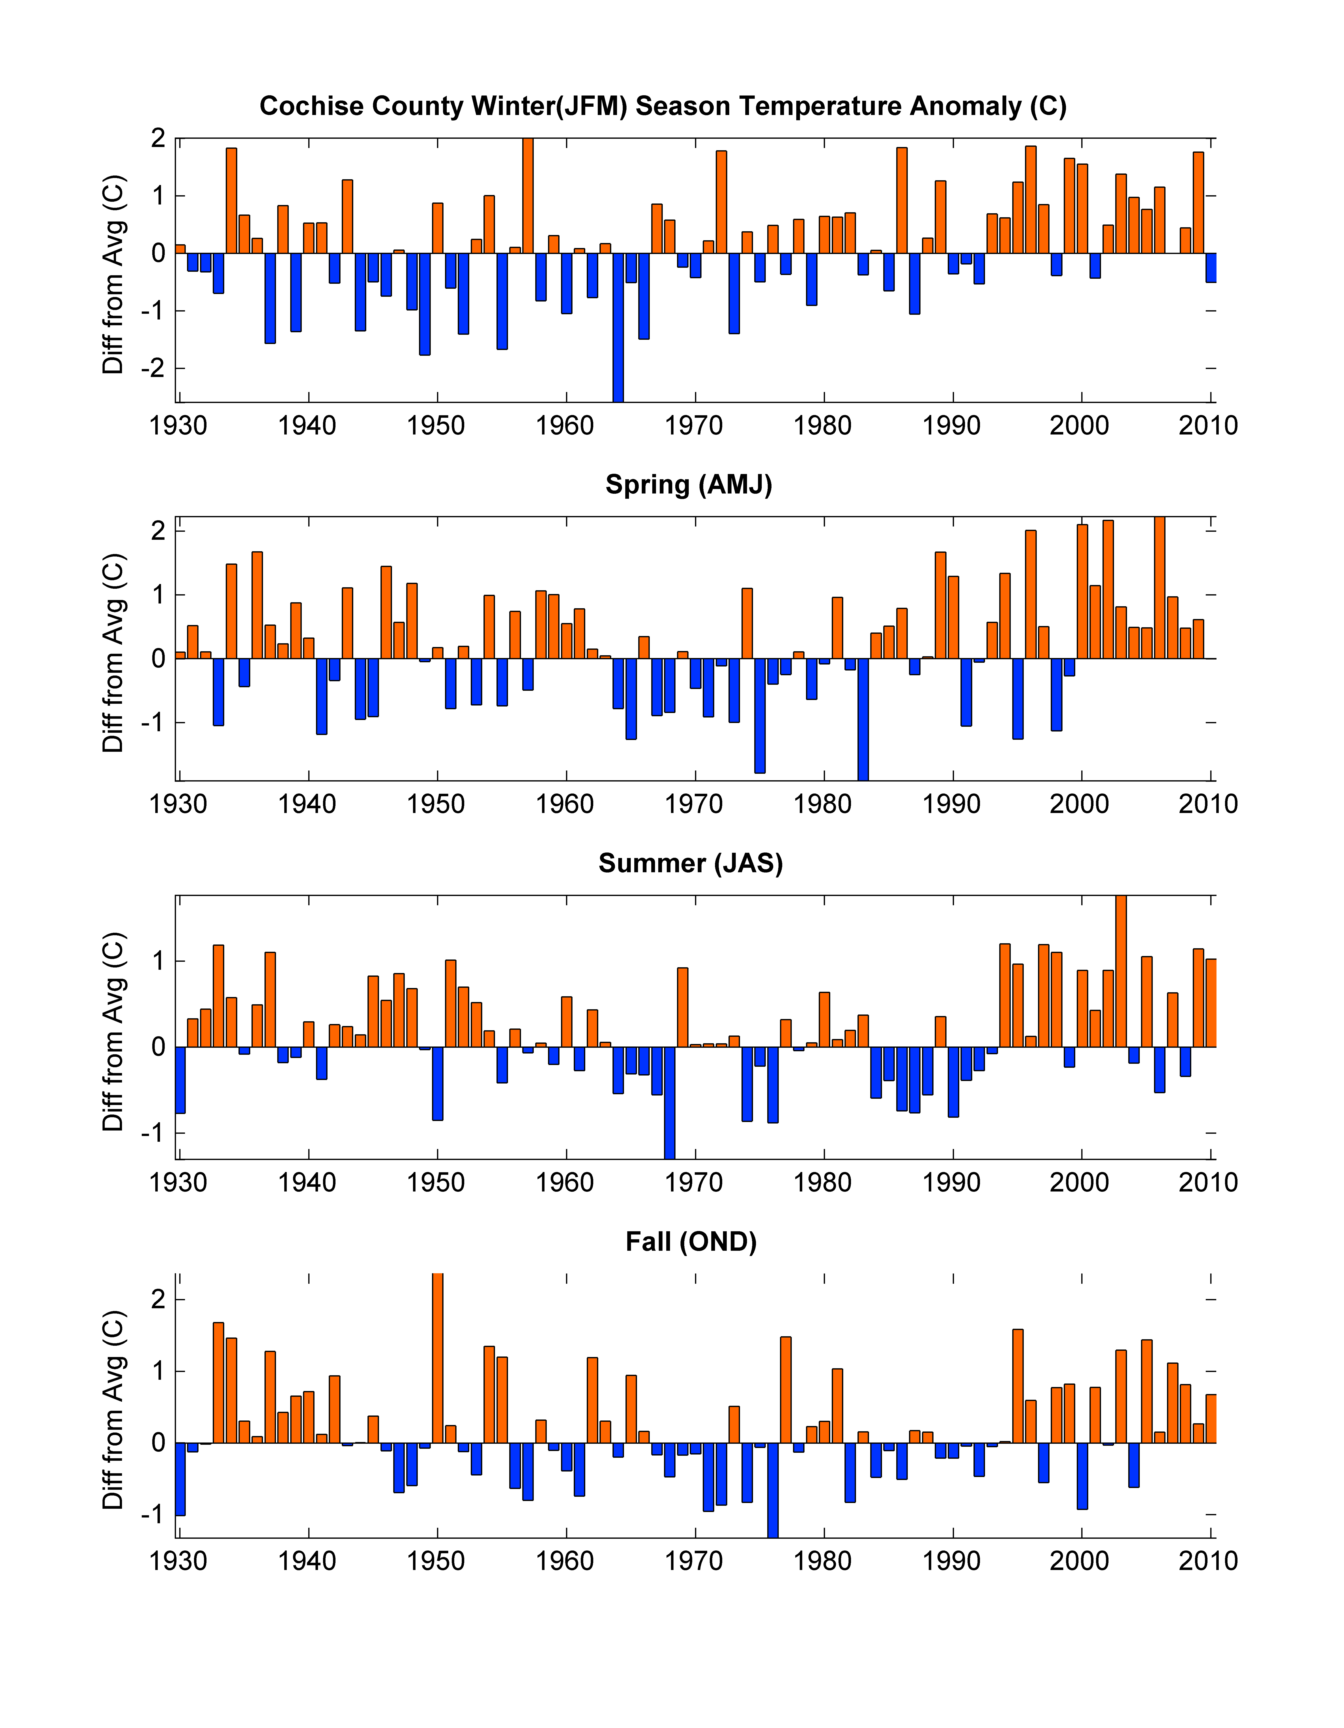 Cochise County Winter(JFM) Season Temperature Anomaly (C)
Diff from Avg (C)
2
1
0
-1
-2
1930 1940 1950 1960 1970 1980 1990 2000 2010
Spring (AMJ)
Diff from Avg (C)
2
1
0
-1
1930 1940 1950 1960 1970 1980 1990 2000 2010
Summer (JAS)
Diff from Avg (C)
1
0
-1
1930 1940 1950 1960 1970 1980 1990 2000 2010
Fall (OND)
Diff from Avg (C)
2
1
0
-1
1930 1940 1950 1960 1970 1980 1990 2000 2010